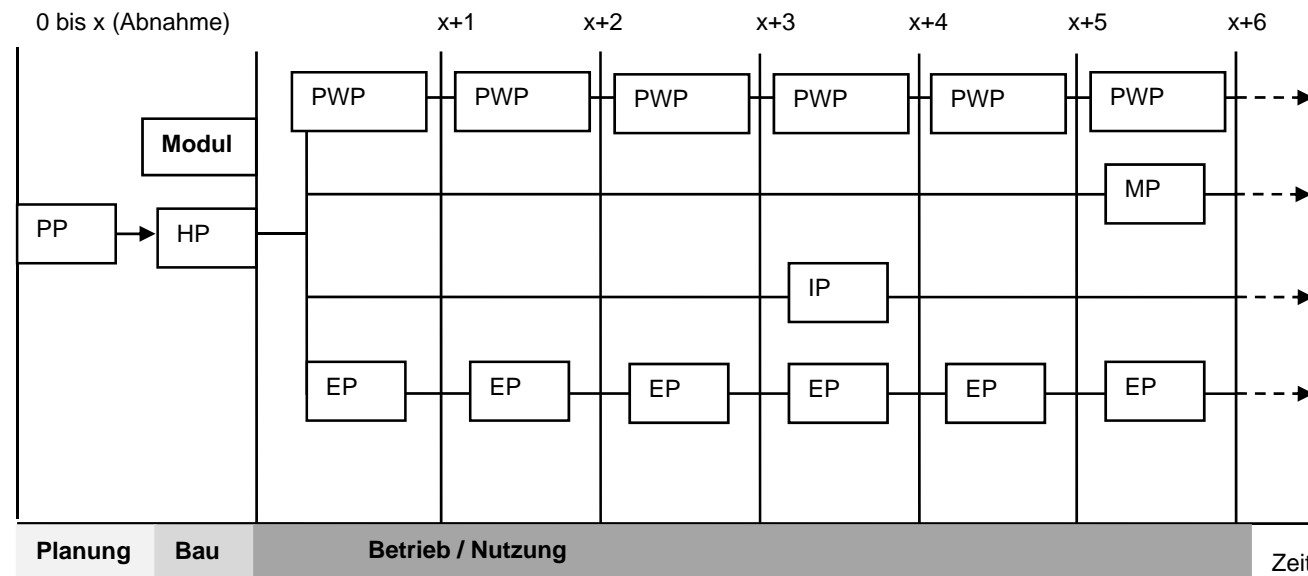 0 bis x (Abnahme) x+1 x+2 x+3 x+4 x+5 x+6
PWP PWP PWP PWP PWP PWP
Modul
MP
PP HP
IP
EP EP EP EP EP EP
Planung Bau Betrieb / Nutzung Zeit